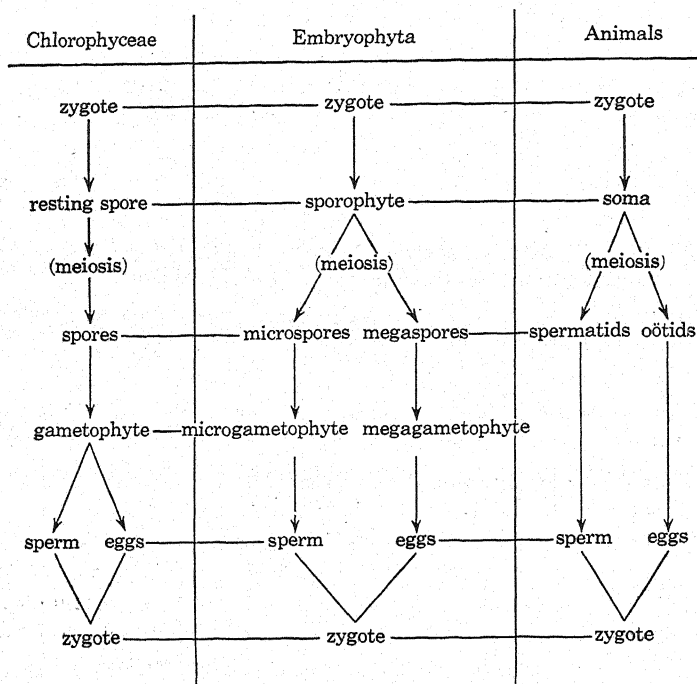 Chlorophyceae Embryophyta Animals
zygote zygote zygote
resting spore sporophyte soma
(meiosis) (meiosis) (meiosis)
spores microspores megaspores spermatids oötids
gametophyte microgametophyte megagametophyte
sperm eggs sperm eggs sperm eggs
zygote zygote zygote